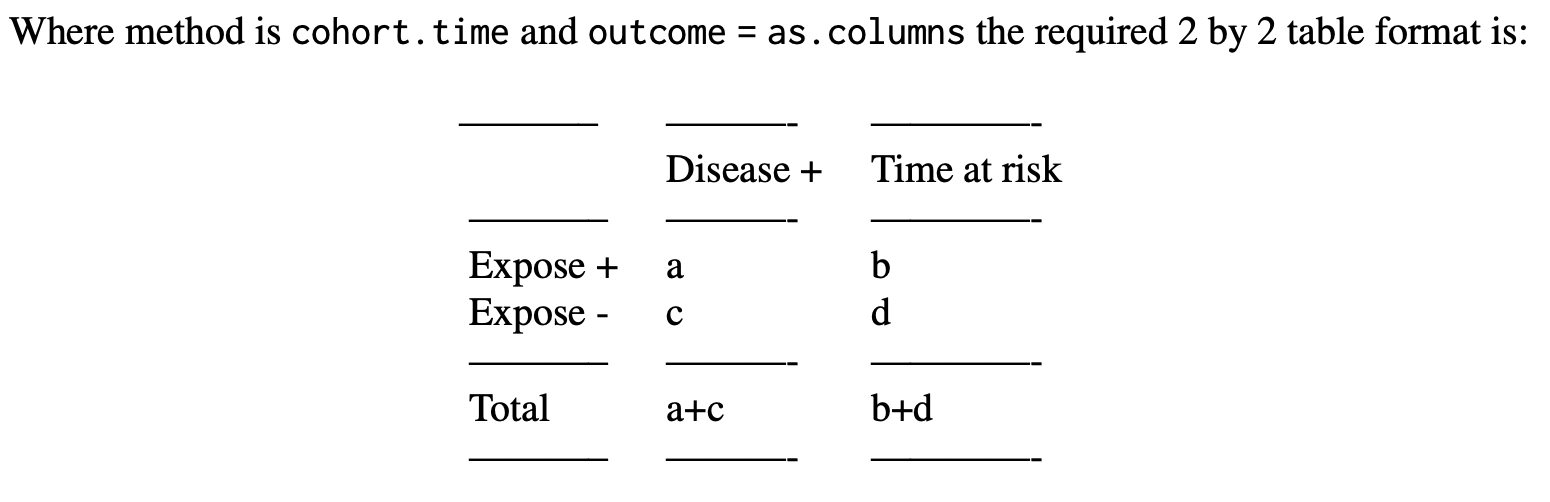 Where method is cohort.time and outcome = as.columns the required 2 by 2 table format is:
Disease + Time at risk
Expose + a b
Expose - c d
Total a+c b+d